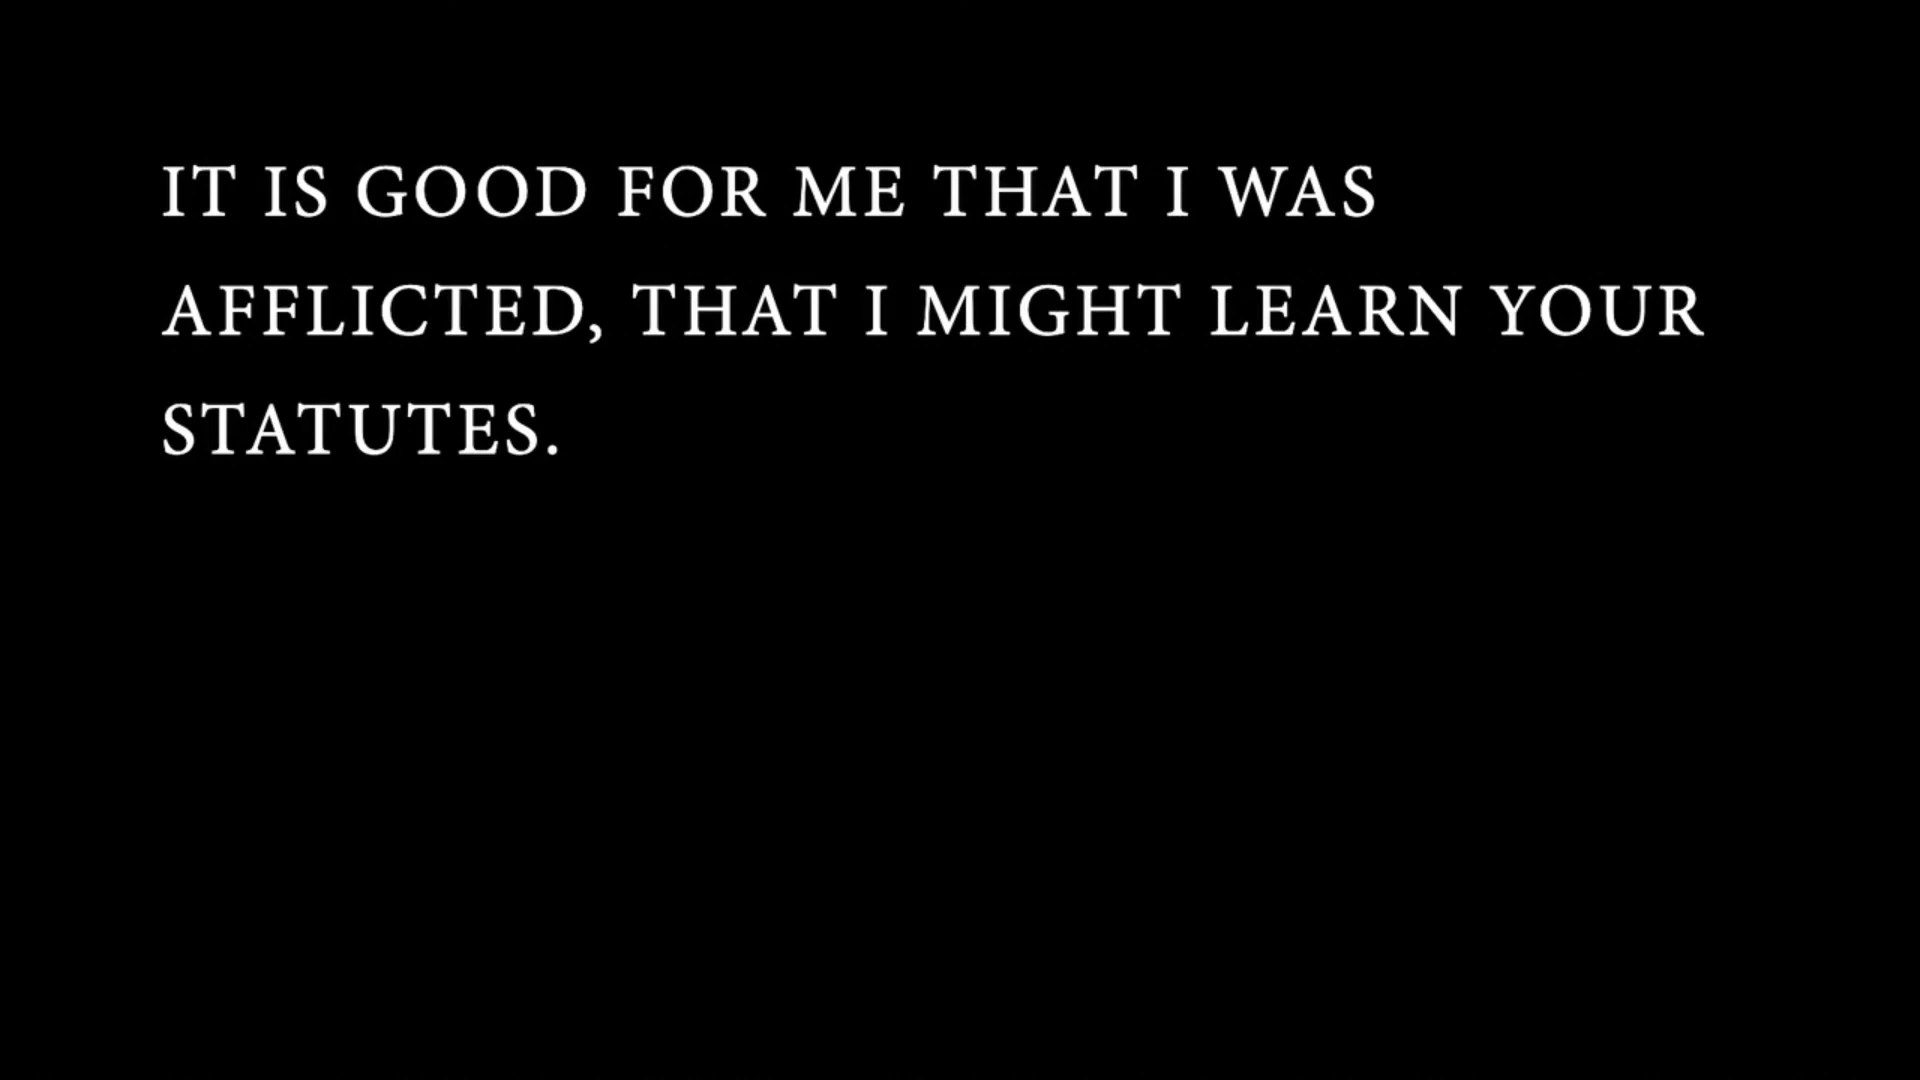 IT IS GOOD FOR ME THAT I WAS
AFFLICTED, THAT I MIGHT LEARN YOUR
STATUTES.